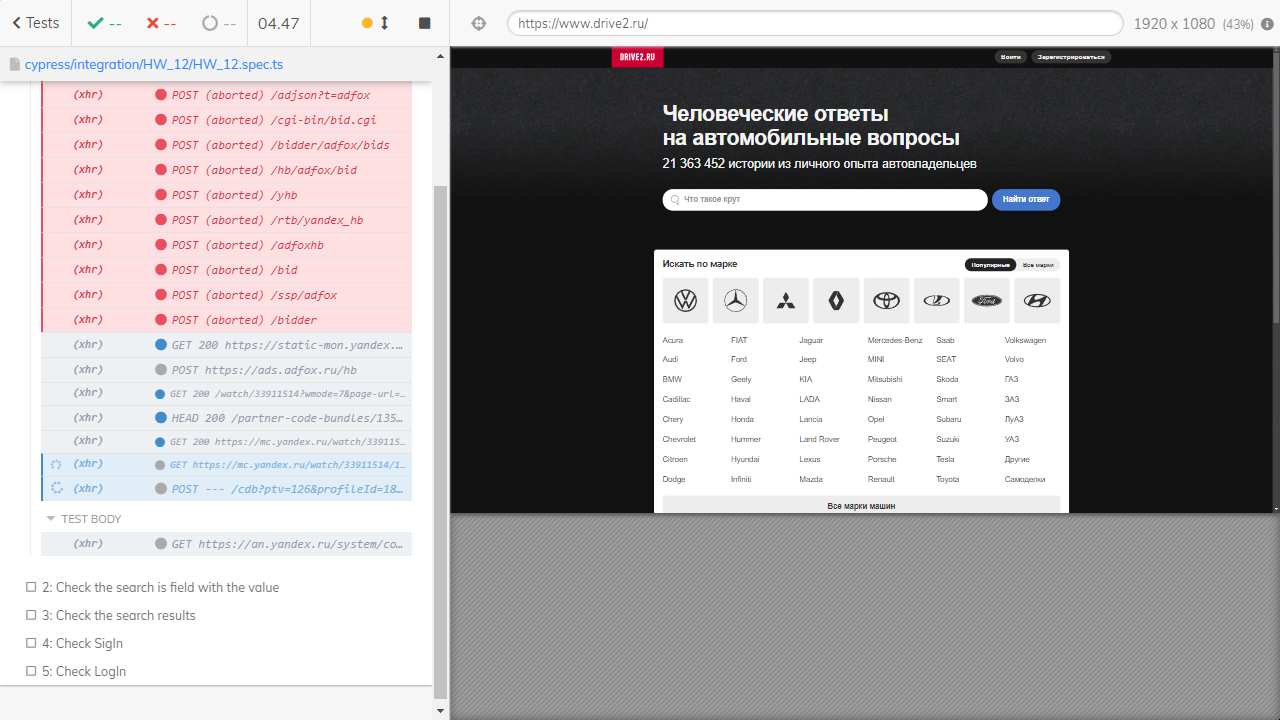 Tests
--
--
--
04.47
https://www.drive2.ru/
1920 x 1080 (43%)
cypress/integration/HW_12/HW_12.spec.ts
(xhr) POST (aborted) /adjson?t=adfox
(xhr) POST (aborted) /cgi-bin/bid.cgi
(xhr) POST (aborted) /bidder/adfox/bids
(xhr) POST (aborted) /hb/adfox/bid
(xhr) POST (aborted) /yhb
(xhr) POST (aborted) /rtb/yandex_hb
(xhr) POST (aborted) /adfoxhb
(xhr) POST (aborted) /bid
(xhr) POST (aborted) /ssp/adfox
(xhr) POST (aborted) /bidder
(xhr) GET 200 https://static-mon.yandex....
(xhr) POST https://ads.adfox.ru/hb
(xhr) GET 200 /watch/33911514?wmode=7&page-url=...
(xhr) HEAD 200 /partner-code-bundles/135...
(xhr) GET 200 https://mc.yandex.ru/watch/339115...
(xhr) GET https://mc.yandex.ru/watch/33911514/1...
(xhr) POST --- /cdb?ptv=126&profileId=18...
TEST BODY
(xhr) GET https://an.yandex.ru/system/co...
2: Check the search is field with the value
3: Check the search results
4: Check SigIn
5: Check LogIn
DRIVE2.RU
Войти
Зарегистрироваться
Человеческие ответы
на автомобильные вопросы
21 363 452 истории из личного опыта автовладельцев
Что такое крут
Найти ответ
Искать по марке
Популярные
Все марки
Ford
Acura FIAT Jaguar Mercedes-Benz Saab Volkswagen
Audi Ford Jeep MINI SEAT Volvo
BMW Geely KIA Mitsubishi Skoda ГАЗ
Cadillac Haval LADA Nissan Smart ЗАЗ
Chery Honda Lancia Opel Subaru ЛуАЗ
Chevrolet Hummer Land Rover Peugeot Suzuki УАЗ
Citroen Hyundai Lexus Porsche Tesla Другие
Dodge Infiniti Mazda Renault Toyota Самоделки
Все марки машин